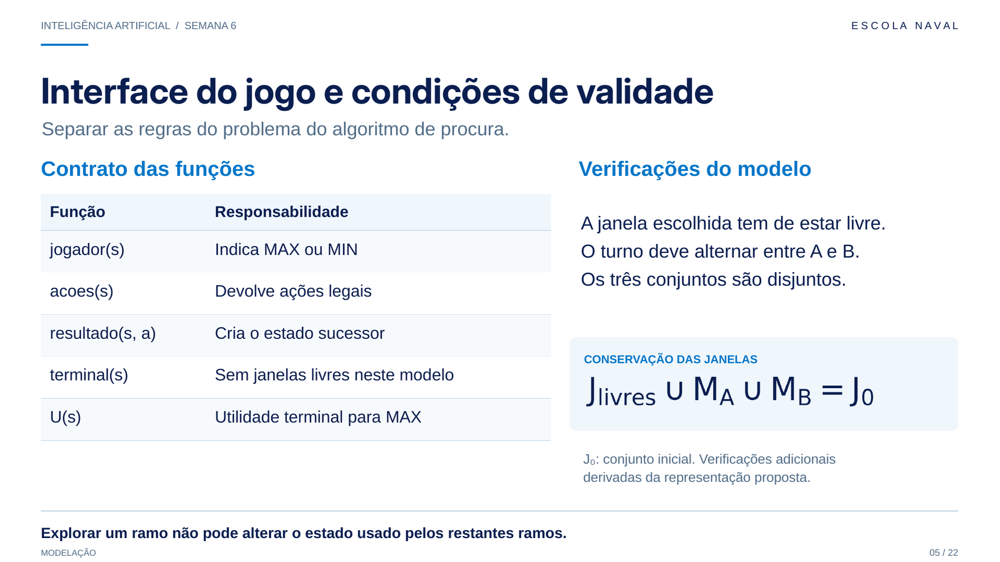 INTELIGÊNCIA ARTIFICIAL / SEMANA 6
ESCOLA NAVAL
Interface do jogo e condições de validade
Separar as regras do problema do algoritmo de procura.
Contrato das funções
Função Responsabilidade
jogador(s) Indica MAX ou MIN
acoes(s) Devolve ações legais
resultado(s, a) Cria o estado sucessor
terminal(s) Sem janelas livres neste modelo
U(s) Utilidade terminal para MAX
Verificações do modelo
A janela escolhida tem de estar livre.
O turno deve alternar entre A e B.
Os três conjuntos são disjuntos.
CONSERVAÇÃO DAS JANELAS
J_livres ∪ M_A ∪ M_B = J_0
J₀: conjunto inicial. Verificações adicionais
derivadas da representação proposta.
Explorar um ramo não pode alterar o estado usado pelos restantes ramos.
MODELAÇÃO
05 / 22